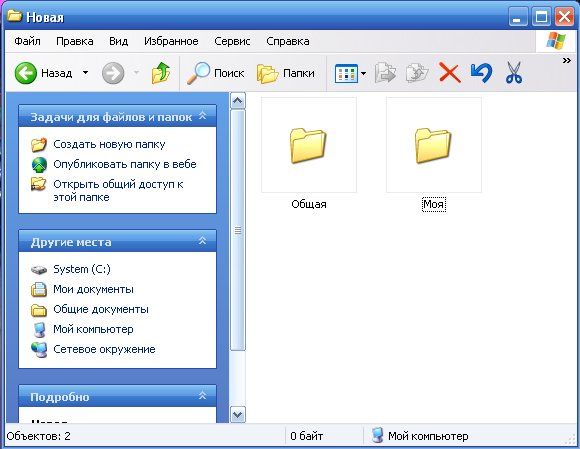 Новая
Файл Правка Вид Избранное Сервис Справка
Назад Поиск Папки
Задачи для файлов и папок
Создать новую папку
Опубликовать папку в вебе
Открыть общий доступ к
этой папке
Другие места
System (C:)
Мои документы
Общие документы
Мой компьютер
Сетевое окружение
Подробно
Новая
Общая
Моя
Объектов: 2
0 байт
Мой компьютер